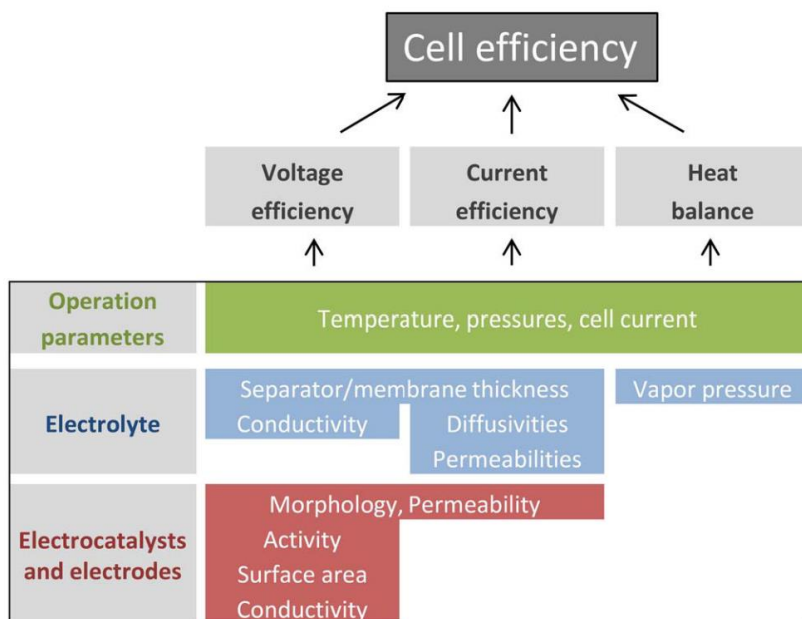 Cell efficiency
Voltage
efficiency
Current
efficiency
Heat
balance
Operation
parameters
Temperature, pressures, cell current
Electrolyte
Separator/membrane thickness
Vapor pressure
Conductivity
Diffusivities
Permeabilities
Electrocatalysts
and electrodes
Morphology, Permeability
Activity
Surface area
Conductivity